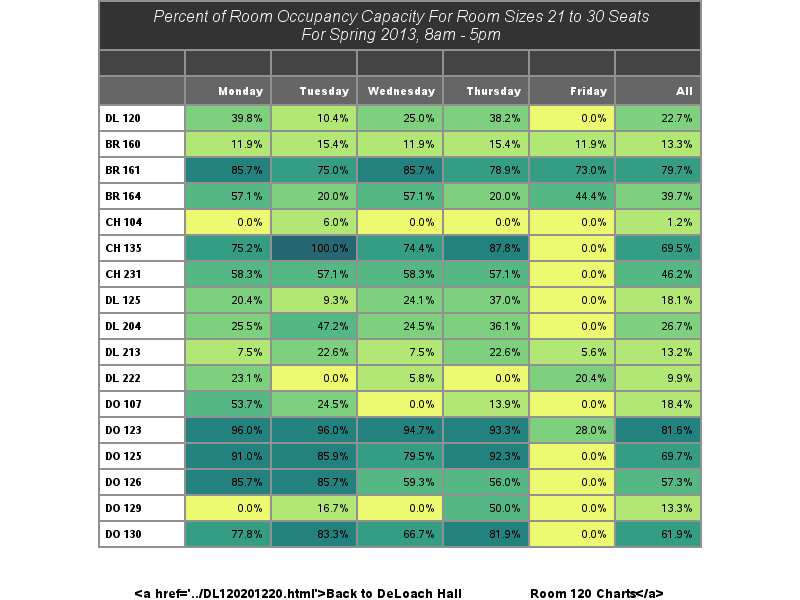 Percent of Room Occupancy Capacity For Room Sizes 21 to 30 Seats
For Spring 2013, 8am - 5pm
Monday Tuesday Wednesday Thursday Friday All
DL 120 39.8% 10.4% 25.0% 38.2% 0.0% 22.7%
BR 160 11.9% 15.4% 11.9% 15.4% 11.9% 13.3%
BR 161 85.7% 75.0% 85.7% 78.9% 73.0% 79.7%
BR 164 57.1% 20.0% 57.1% 20.0% 44.4% 39.7%
CH 104 0.0% 6.0% 0.0% 0.0% 0.0% 1.2%
CH 135 75.2% 100.0% 74.4% 87.8% 0.0% 69.5%
CH 231 58.3% 57.1% 58.3% 57.1% 0.0% 46.2%
DL 125 20.4% 9.3% 24.1% 37.0% 0.0% 18.1%
DL 204 25.5% 47.2% 24.5% 36.1% 0.0% 26.7%
DL 213 7.5% 22.6% 7.5% 22.6% 5.6% 13.2%
DL 222 23.1% 0.0% 5.8% 0.0% 20.4% 9.9%
DO 107 53.7% 24.5% 0.0% 13.9% 0.0% 18.4%
DO 123 96.0% 96.0% 94.7% 93.3% 28.0% 81.6%
DO 125 91.0% 85.9% 79.5% 92.3% 0.0% 69.7%
DO 126 85.7% 85.7% 59.3% 56.0% 0.0% 57.3%
DO 129 0.0% 16.7% 0.0% 50.0% 0.0% 13.3%
DO 130 77.8% 83.3% 66.7% 81.9% 0.0% 61.9%
<a href='../DL120201220.html'>Back to DeLoach Hall Room 120 Charts</a>